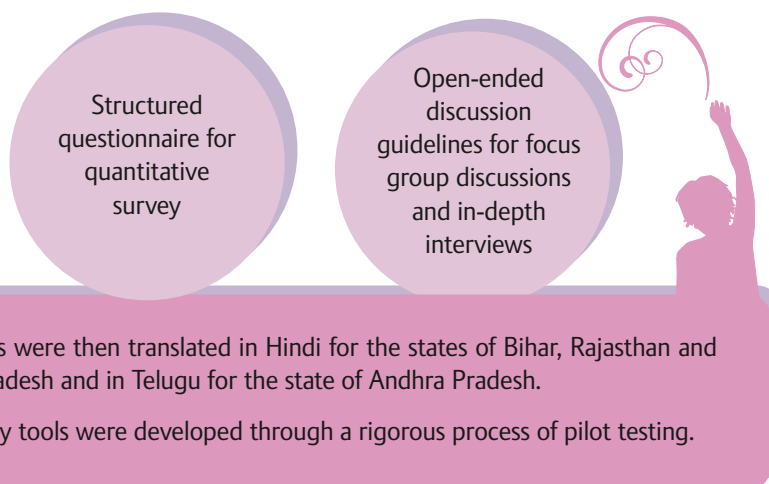 Structured
questionnaire for
quantitative
survey
Open-ended
discussion
guidelines for focus
group discussions
and in-depth
interviews
were then translated in Hindi for the states of Bihar, Rajasthan and
and in Telugu for the state of Andhra Pradesh.
tools were developed through a rigorous process of pilot testing.